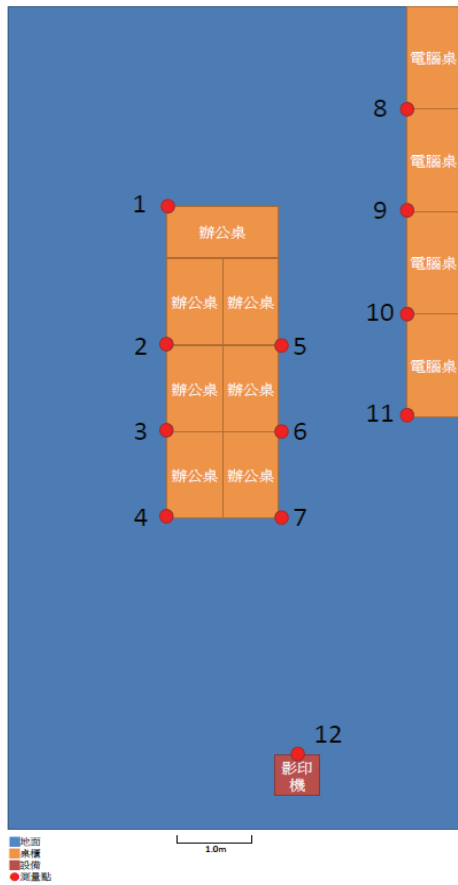 電腦桌
8
電腦桌
9
1
辦公桌
電腦桌
辦公桌 辦公桌
10
2 5
電腦桌
辦公桌 辦公桌
11
3 6
辦公桌 辦公桌
4 7
12
影印
機
地面
桌櫃
設備
測量點
1.0m